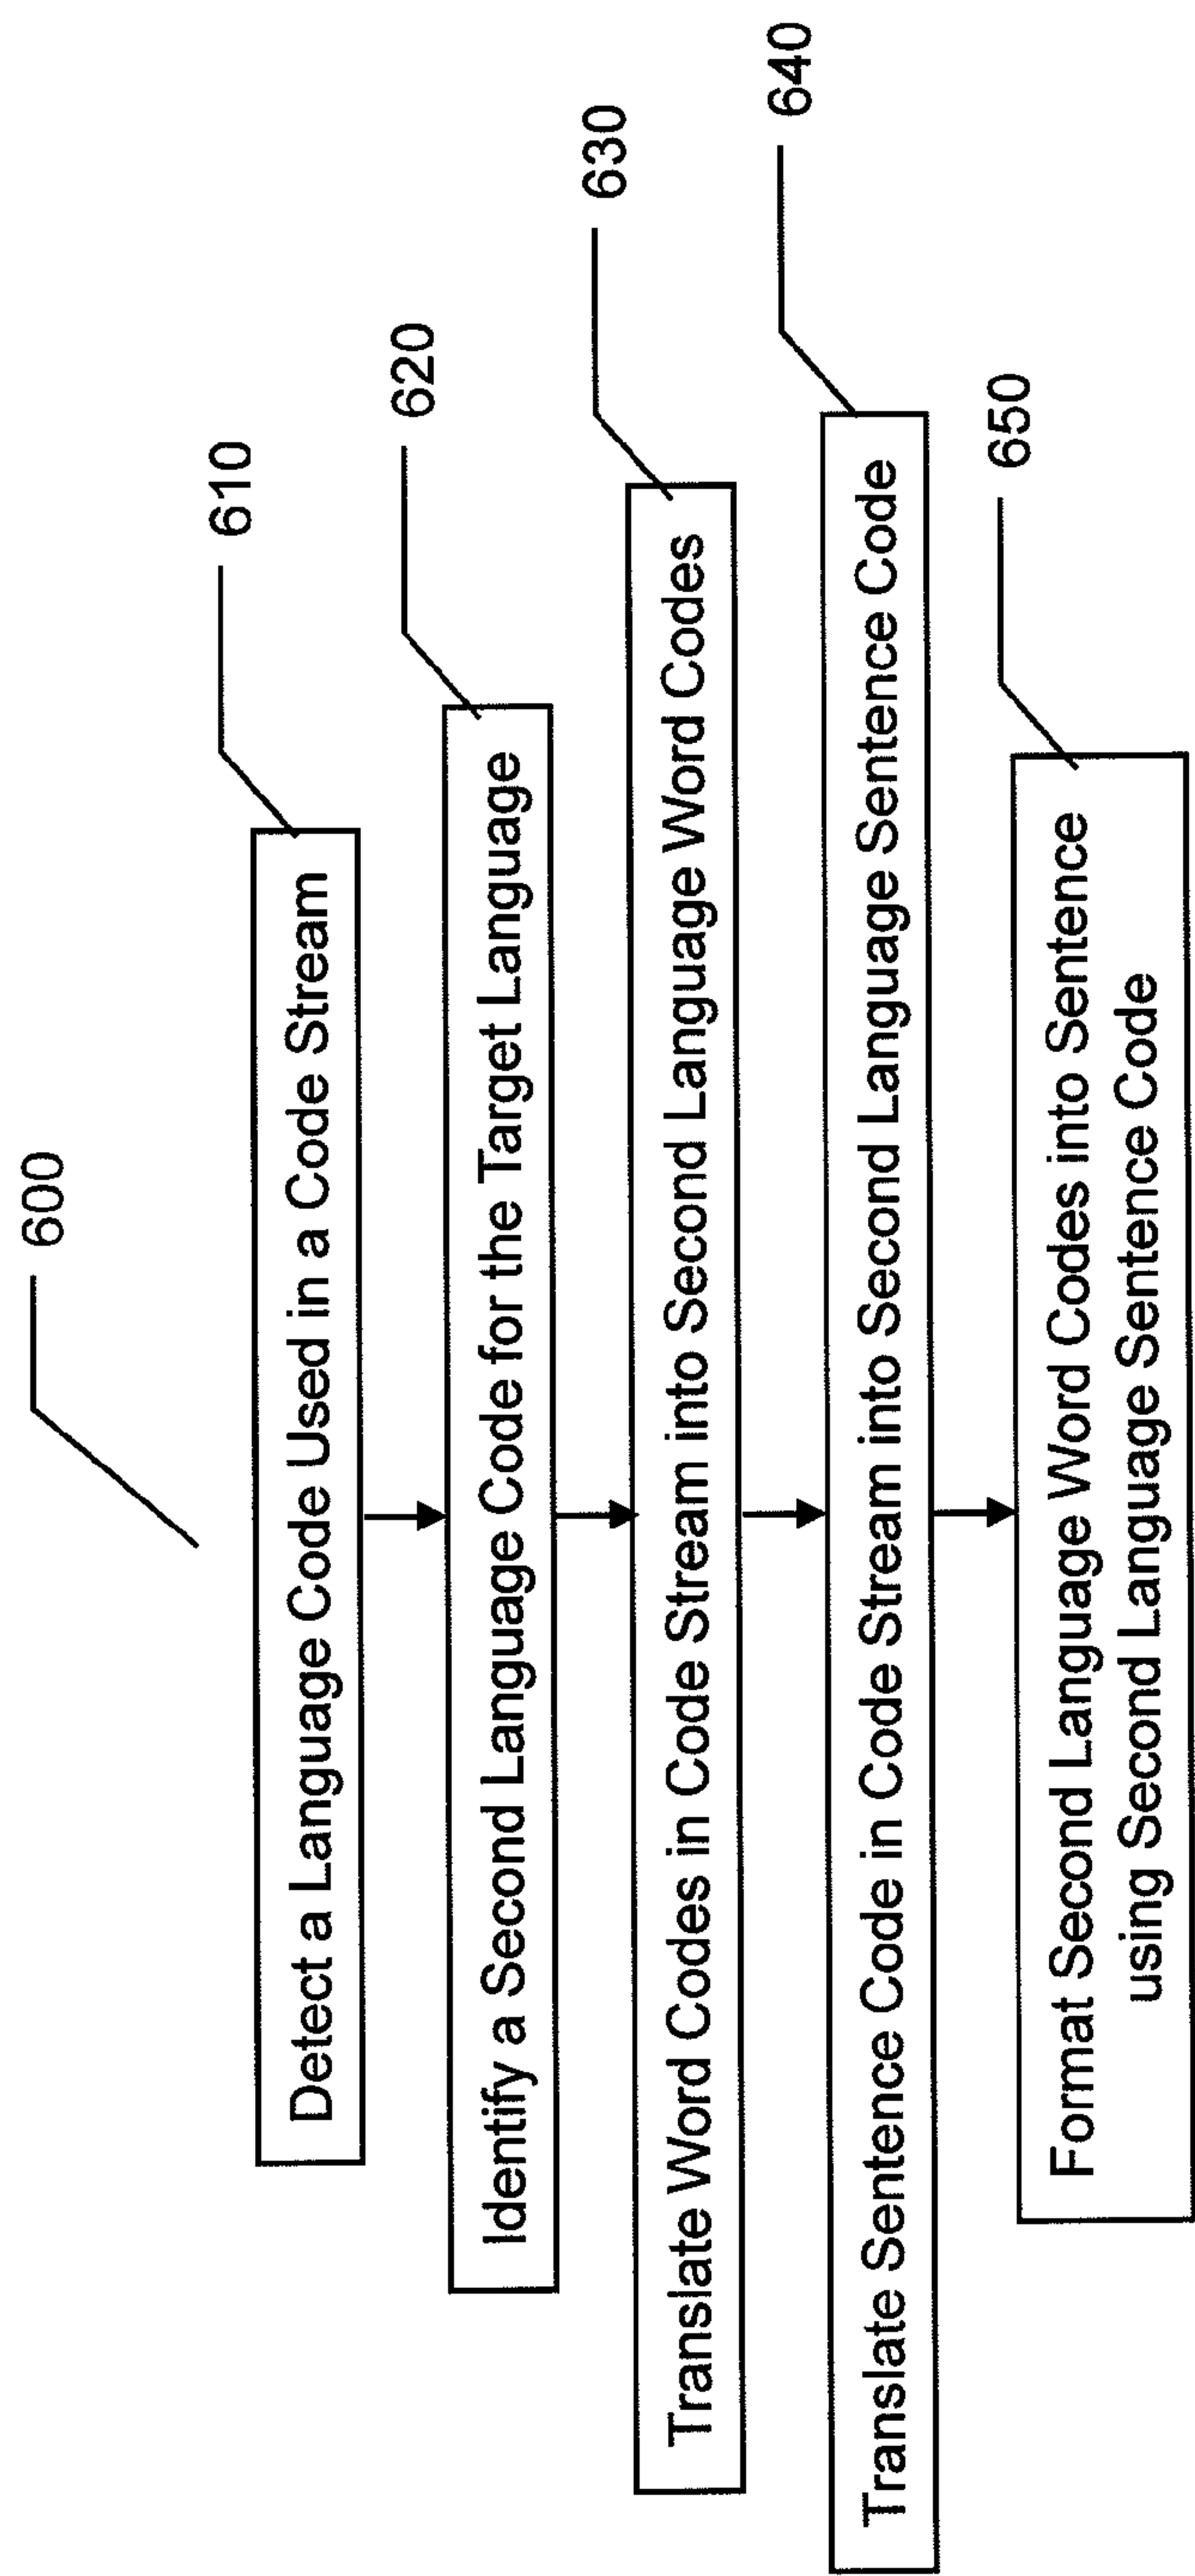 600
610
Detect a Language Code Used in a Code Stream
620
Identify a Second Language Code for the Target Language
630
Translate Word Codes in Code Stream into Second Language Word Codes
640
Translate Sentence Code in Code Stream into Second Language Sentence Code
650
Format Second Language Word Codes into Sentence
using Second Language Sentence Code